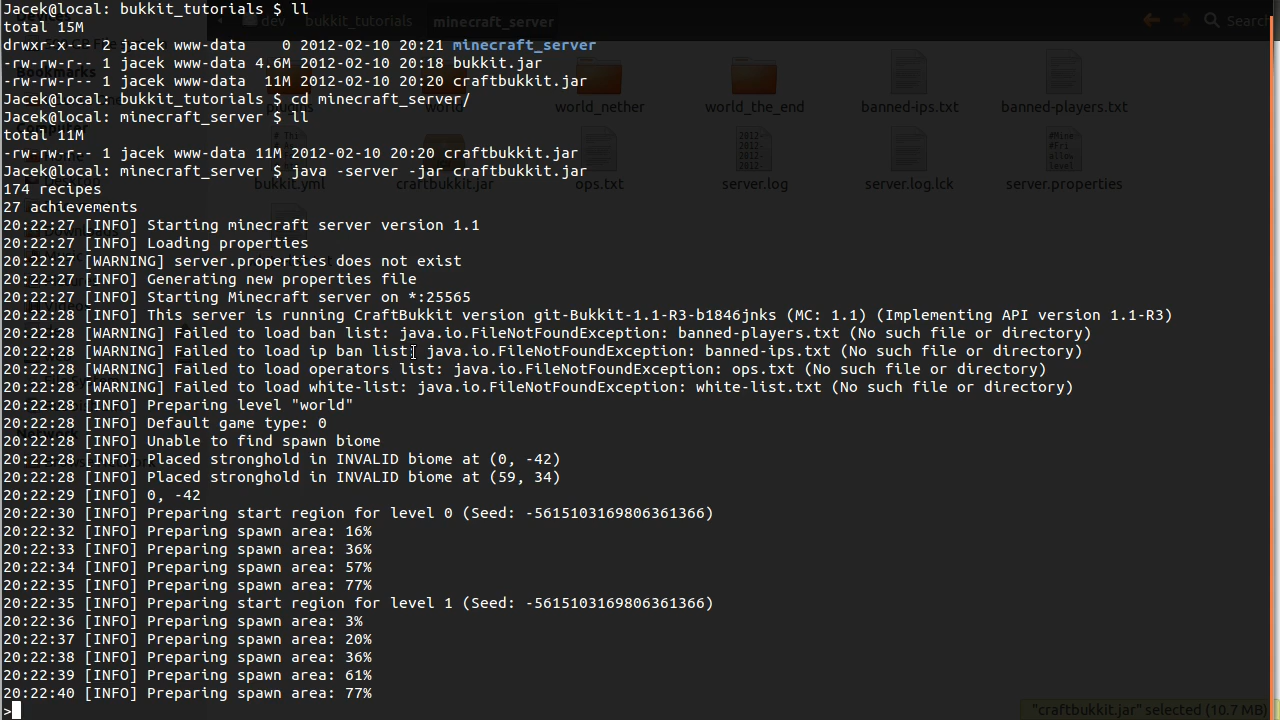 Jacek@local: bukkit_tutorials $ ll
total 15M
drwxr-x--- 2 jacek www-data    0 2012-02-10 20:21 minecraft_server
-rw-rw-r-- 1 jacek www-data 4.6M 2012-02-10 20:18 bukkit.jar
-rw-rw-r-- 1 jacek www-data  11M 2012-02-10 20:20 craftbukkit.jar
Jacek@local: bukkit_tutorials $ cd minecraft_server/
Jacek@local: minecraft_server $ ll
total 11M
-rw-rw-r-- 1 jacek www-data 11M 2012-02-10 20:20 craftbukkit.jar
Jacek@local: minecraft_server $ java -server -jar craftbukkit.jar
174 recipes
27 achievements
20:22:27 [INFO] Starting minecraft server version 1.1
20:22:27 [INFO] Loading properties
20:22:27 [WARNING] server.properties does not exist
20:22:27 [INFO] Generating new properties file
20:22:27 [INFO] Starting Minecraft server on *:25565
20:22:28 [INFO] This server is running CraftBukkit version git-Bukkit-1.1-R3-b1846jnks (MC: 1.1) (Implementing API version 1.1-R3)
20:22:28 [WARNING] Failed to load ban list: java.io.FileNotFoundException: banned-players.txt (No such file or directory)
20:22:28 [WARNING] Failed to load ip ban list: java.io.FileNotFoundException: banned-ips.txt (No such file or directory)
20:22:28 [WARNING] Failed to load operators list: java.io.FileNotFoundException: ops.txt (No such file or directory)
20:22:28 [WARNING] Failed to load white-list: java.io.FileNotFoundException: white-list.txt (No such file or directory)
20:22:28 [INFO] Preparing level "world"
20:22:28 [INFO] Default game type: 0
20:22:28 [INFO] Unable to find spawn biome
20:22:28 [INFO] Placed stronghold in INVALID biome at (0, -42)
20:22:28 [INFO] Placed stronghold in INVALID biome at (59, 34)
20:22:29 [INFO] 0, -42
20:22:30 [INFO] Preparing start region for level 0 (Seed: -5615103169806361366)
20:22:32 [INFO] Preparing spawn area: 16%
20:22:33 [INFO] Preparing spawn area: 36%
20:22:34 [INFO] Preparing spawn area: 57%
20:22:35 [INFO] Preparing spawn area: 77%
20:22:35 [INFO] Preparing start region for level 1 (Seed: -5615103169806361366)
20:22:36 [INFO] Preparing spawn area: 3%
20:22:37 [INFO] Preparing spawn area: 20%
20:22:38 [INFO] Preparing spawn area: 36%
20:22:39 [INFO] Preparing spawn area: 61%
20:22:40 [INFO] Preparing spawn area: 77%
>
dev bukkit_tutorials minecraft_server Search
plugins world world_nether world_the_end banned-ips.txt banned-players.txt
bukkit.yml craftbukkit.jar ops.txt server.log server.log.lck server.properties
"craftbukkit.jar" selected (10.7 MB)